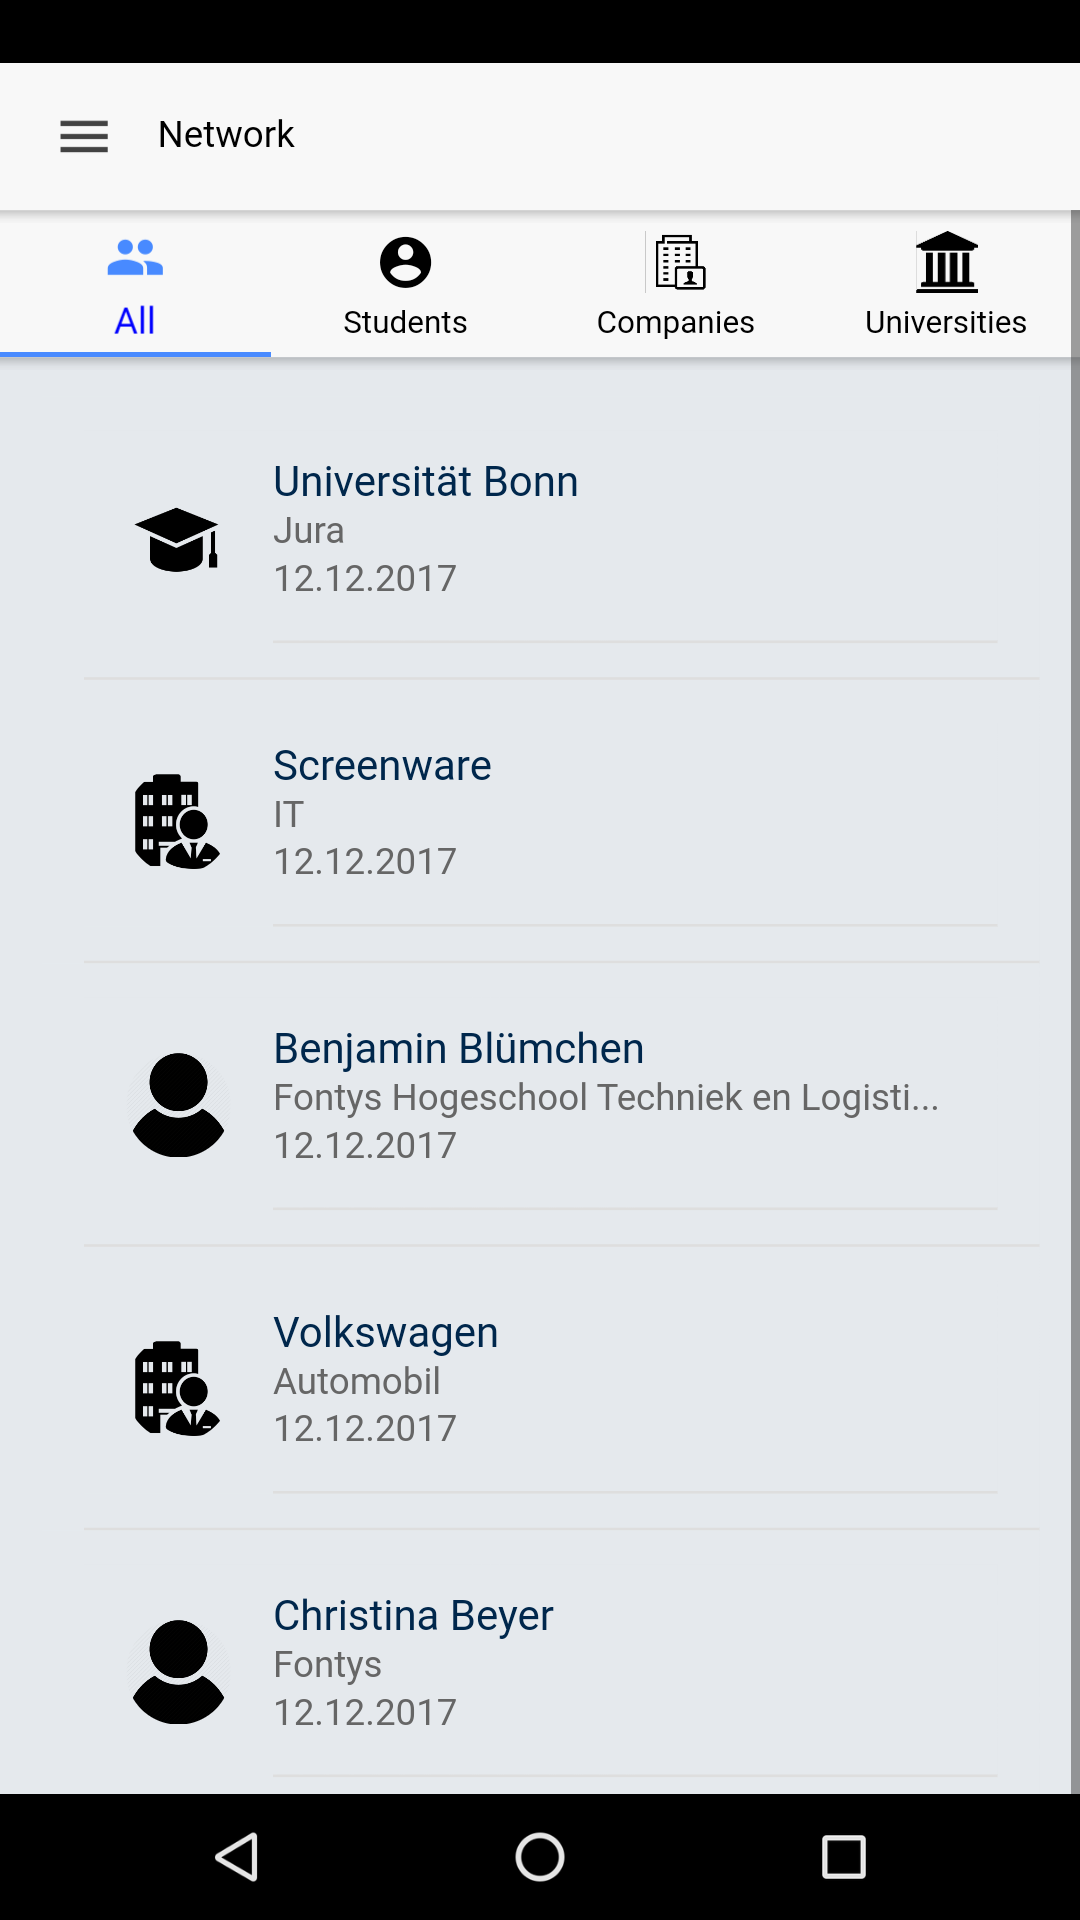 Network
All
Students
Companies
Universities
Universität Bonn
Jura
12.12.2017
Screenware
IT
12.12.2017
Benjamin Blümchen
Fontys Hogeschool Techniek en Logisti...
12.12.2017
Volkswagen
Automobil
12.12.2017
Christina Beyer
Fontys
12.12.2017